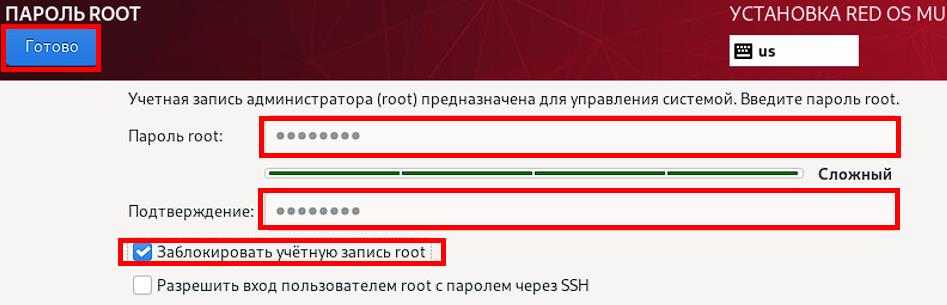 ПАРОЛЬ ROOT
УСТАНОВКА RED OS MU
Готово
us
Учетная запись администратора (root) предназначена для управления системой. Введите пароль root.
Пароль root: ●●●●●●●●
Сложный
Подтверждение: ●●●●●●●●
Заблокировать учётную запись root
Разрешить вход пользователем root с паролем через SSH